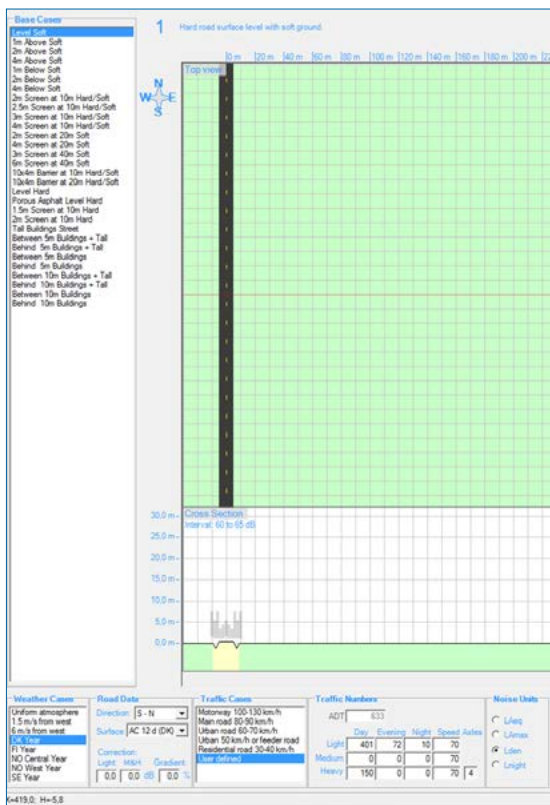 Base Cases
Level Soft
1m Above Soft
2m Above Soft
4m Above Soft
1m Below Soft
2m Below Soft
4m Below Soft
2m Screen at 10m Hard/Soft
2.5m Screen at 10m Hard/Soft
3m Screen at 10m Hard/Soft
4m Screen at 10m Hard/Soft
2m Screen at 20m Soft
4m Screen at 20m Soft
3m Screen at 40m Soft
6m Screen at 40m Soft
10x4m Barrier at 10m Hard/Soft
10x4m Barrier at 20m Hard/Soft
Level Hard
Porous Asphalt Level Hard
1.5m Screen at 10m Hard
2m Screen at 10m Hard
Tall Buildings Street
Between 5m Buildings + Tall
Behind 5m Buildings + Tall
Between 5m Buildings
Behind 5m Buildings
Between 10m Buildings + Tall
Behind 10m Buildings + Tall
Between 10m Buildings
Behind 10m Buildings
1 Hard road surface level with soft ground.
0 m 20 m 40 m 60 m 80 m 100 m 120 m 140 m 160 m 180 m 200 m
Top view
N
W E
S
30,0 m
Cross Section
Interval: 60 to 65 dB
25,0 m
20,0 m
15,0 m
10,0 m
5,0 m
0,0 m
Weather Cases
Uniform atmosphere
1.5 m/s from west
6 m/s from west
DK Year
FI Year
NO Central Year
NO West Year
SE Year
Road Data
Direction: S - N
Surface: AC 12 d (DK)
Correction:
Light: M&H: Gradient:
0,0 0,0 dB 0,0 %
Traffic Cases
Motorway 100-130 km/h
Main road 80-90 km/h
Urban road 60-70 km/h
Urban 50 km/h or feeder road
Residential road 30-40 km/h
User defined
Traffic Numbers
ADT 633
Day Evening Night Speed Axles
Light 401 72 10 70
Medium 0 0 0 70
Heavy 150 0 0 70 4
Noise Units
LAeq
LAmax
Lden
Lnight
X=419,0; H=-5,8